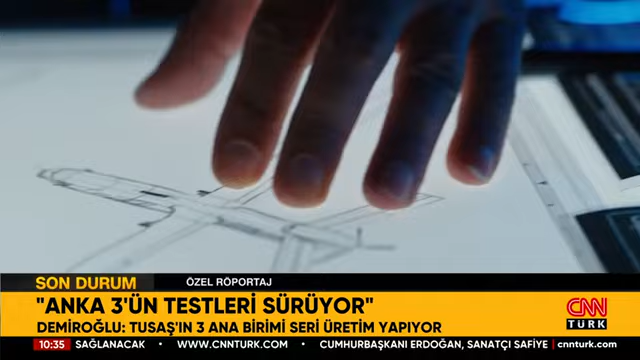 SON DURUM
ÖZEL RÖPORTAJ
"ANKA 3'ÜN TESTLERİ SÜRÜYOR"
DEMİROĞLU: TUSAŞ'IN 3 ANA BİRİMİ SERİ ÜRETİM YAPIYOR
CNN
TÜRK
10:35 SAĞLANACAK • WWW.CNNTURK.COM • CUMHURBAŞKANI ERDOĞAN, SANATÇI SAFİYE cnnturk.com